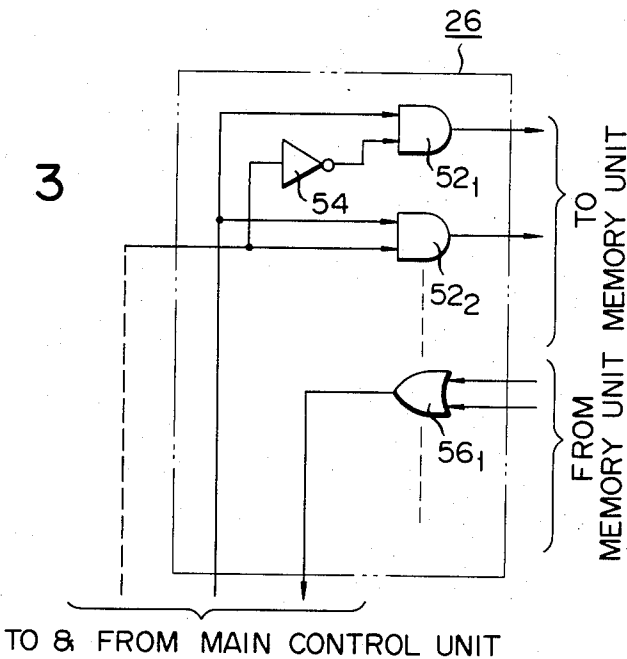 26
3
54
52₁
52₂
56₁
TO
MEMORY UNIT
FROM
MEMORY UNIT
TO & FROM MAIN CONTROL UNIT